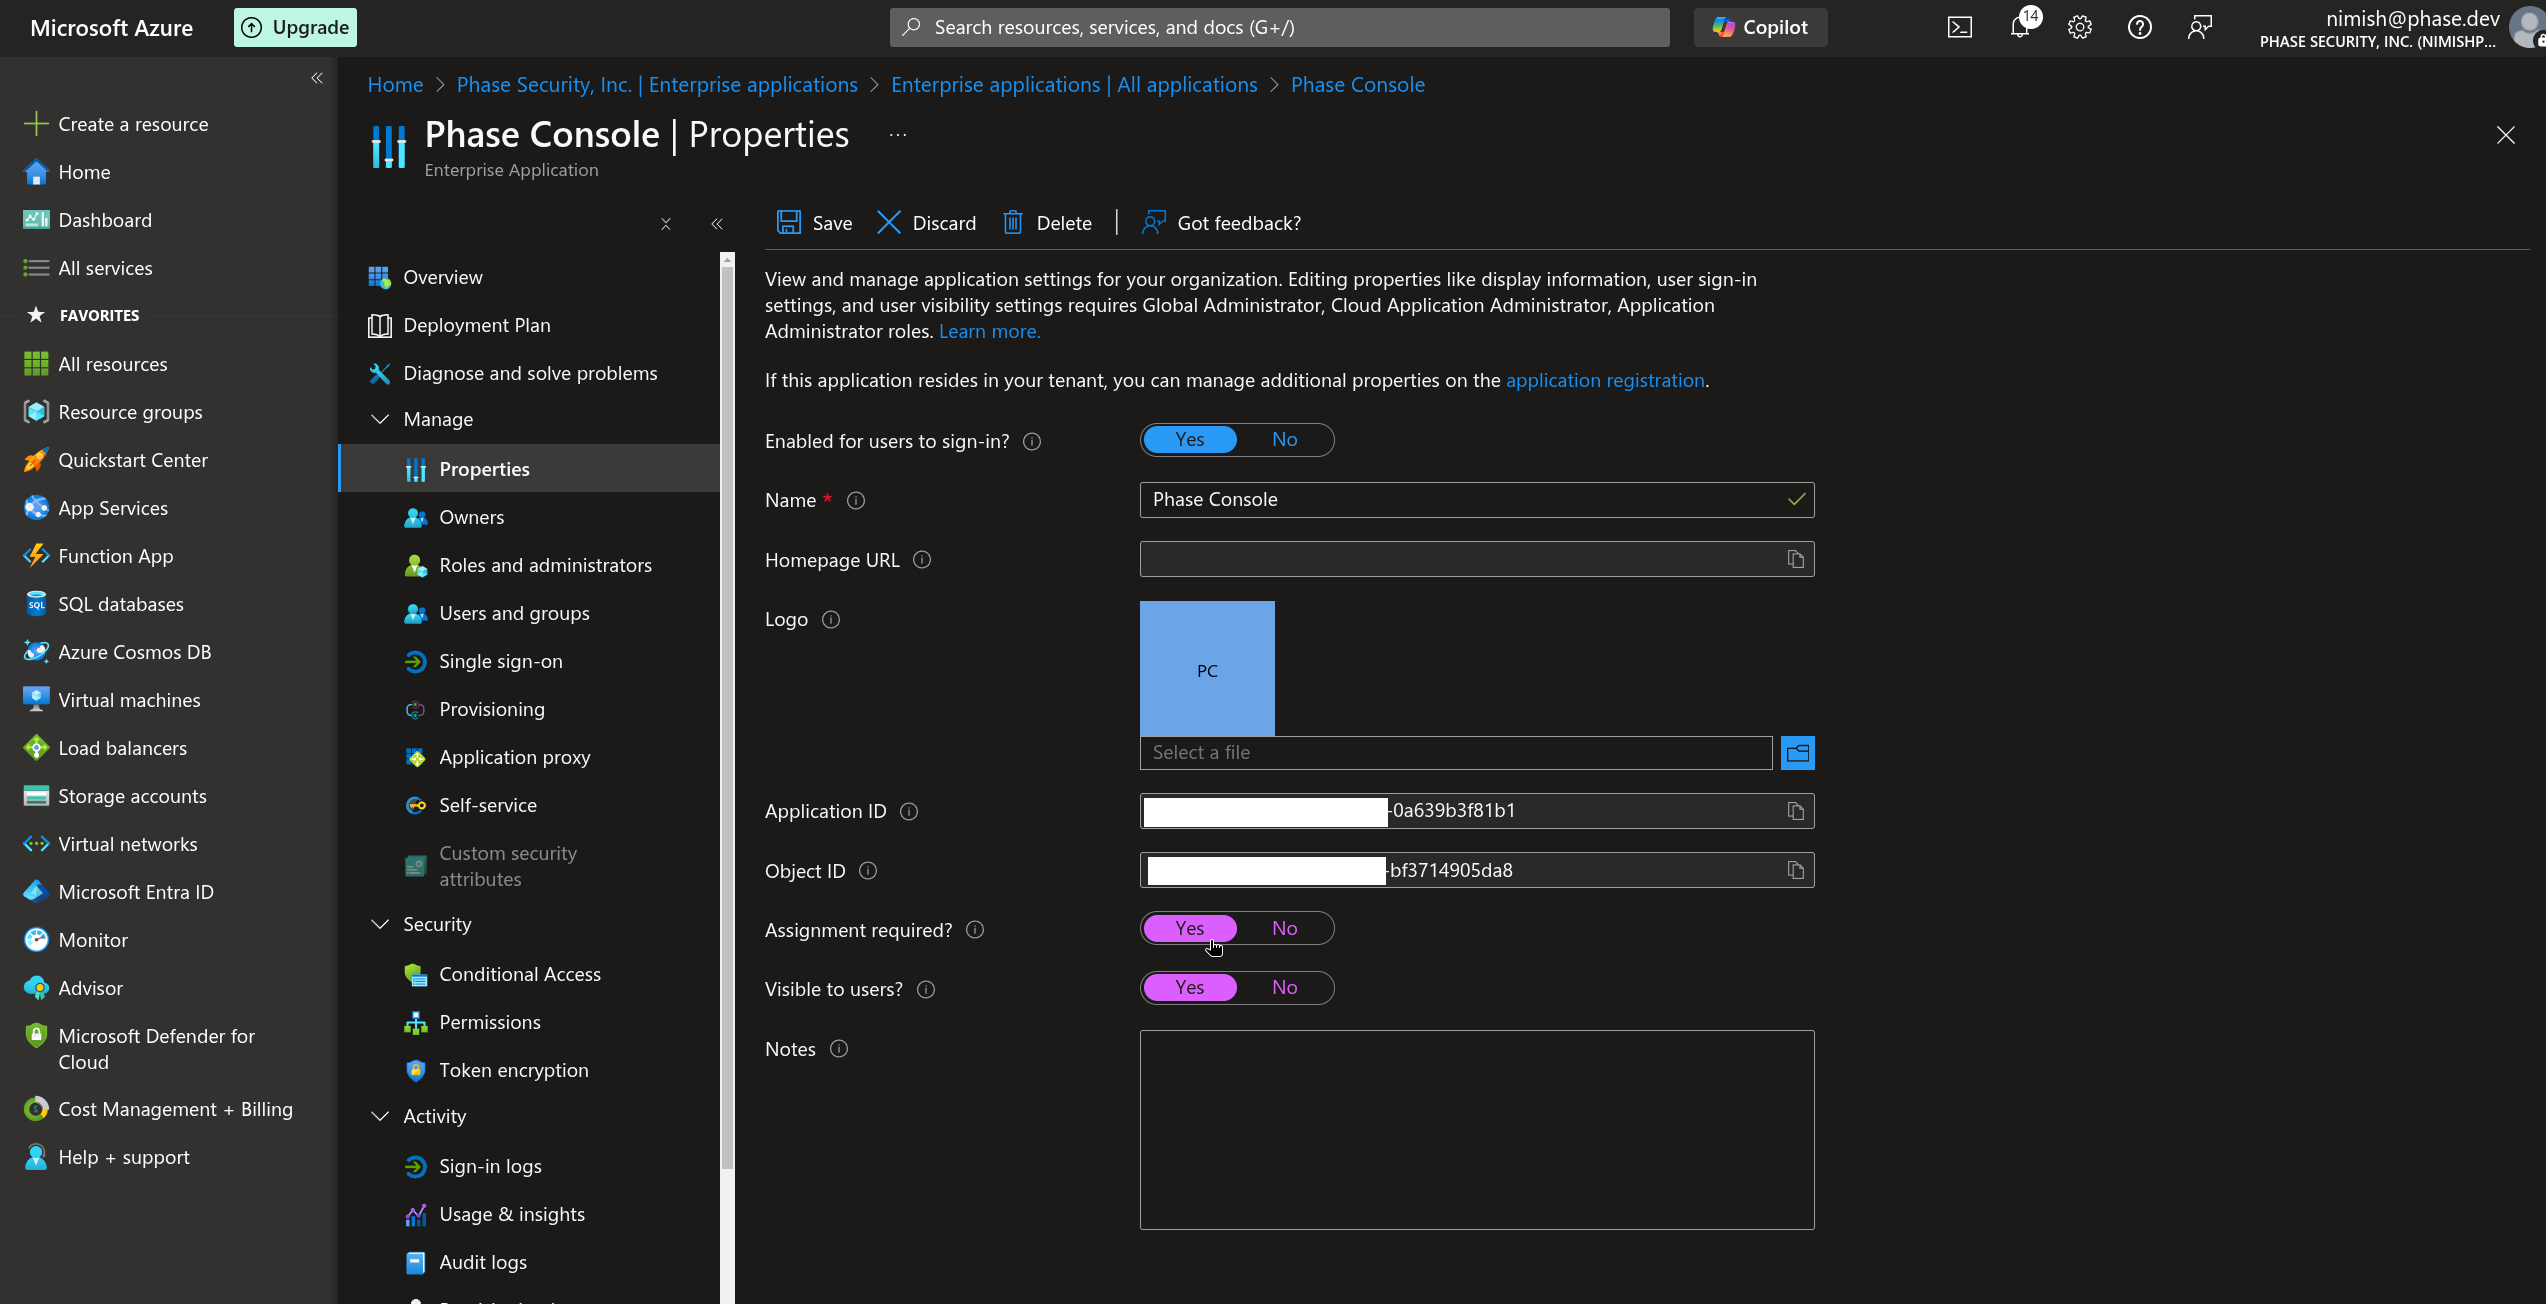 Microsoft Azure
Upgrade
Search resources, services, and docs (G+/)
Copilot
14
nimish@phase.dev
PHASE SECURITY, INC. (NIMISHP...
Create a resource
Home
Dashboard
All services
FAVORITES
All resources
Resource groups
Quickstart Center
App Services
Function App
SQL databases
Azure Cosmos DB
Virtual machines
Load balancers
Storage accounts
Virtual networks
Microsoft Entra ID
Monitor
Advisor
Microsoft Defender for
Cloud
Cost Management + Billing
Help + support
Home > Phase Security, Inc. | Enterprise applications > Enterprise applications | All applications > Phase Console
Phase Console | Properties ...
Enterprise Application
Overview
Deployment Plan
Diagnose and solve problems
Manage
Properties
Owners
Roles and administrators
Users and groups
Single sign-on
Provisioning
Application proxy
Self-service
Custom security
attributes
Security
Conditional Access
Permissions
Token encryption
Activity
Sign-in logs
Usage & insights
Audit logs
Save Discard Delete | Got feedback?
View and manage application settings for your organization. Editing properties like display information, user sign-in
settings, and user visibility settings requires Global Administrator, Cloud Application Administrator, Application
Administrator roles. Learn more.
If this application resides in your tenant, you can manage additional properties on the application registration.
Enabled for users to sign-in? Yes No
Name * Phase Console
Homepage URL
Logo
PC
Select a file
Application ID -0a639b3f81b1
Object ID -bf3714905da8
Assignment required? Yes No
Visible to users? Yes No
Notes